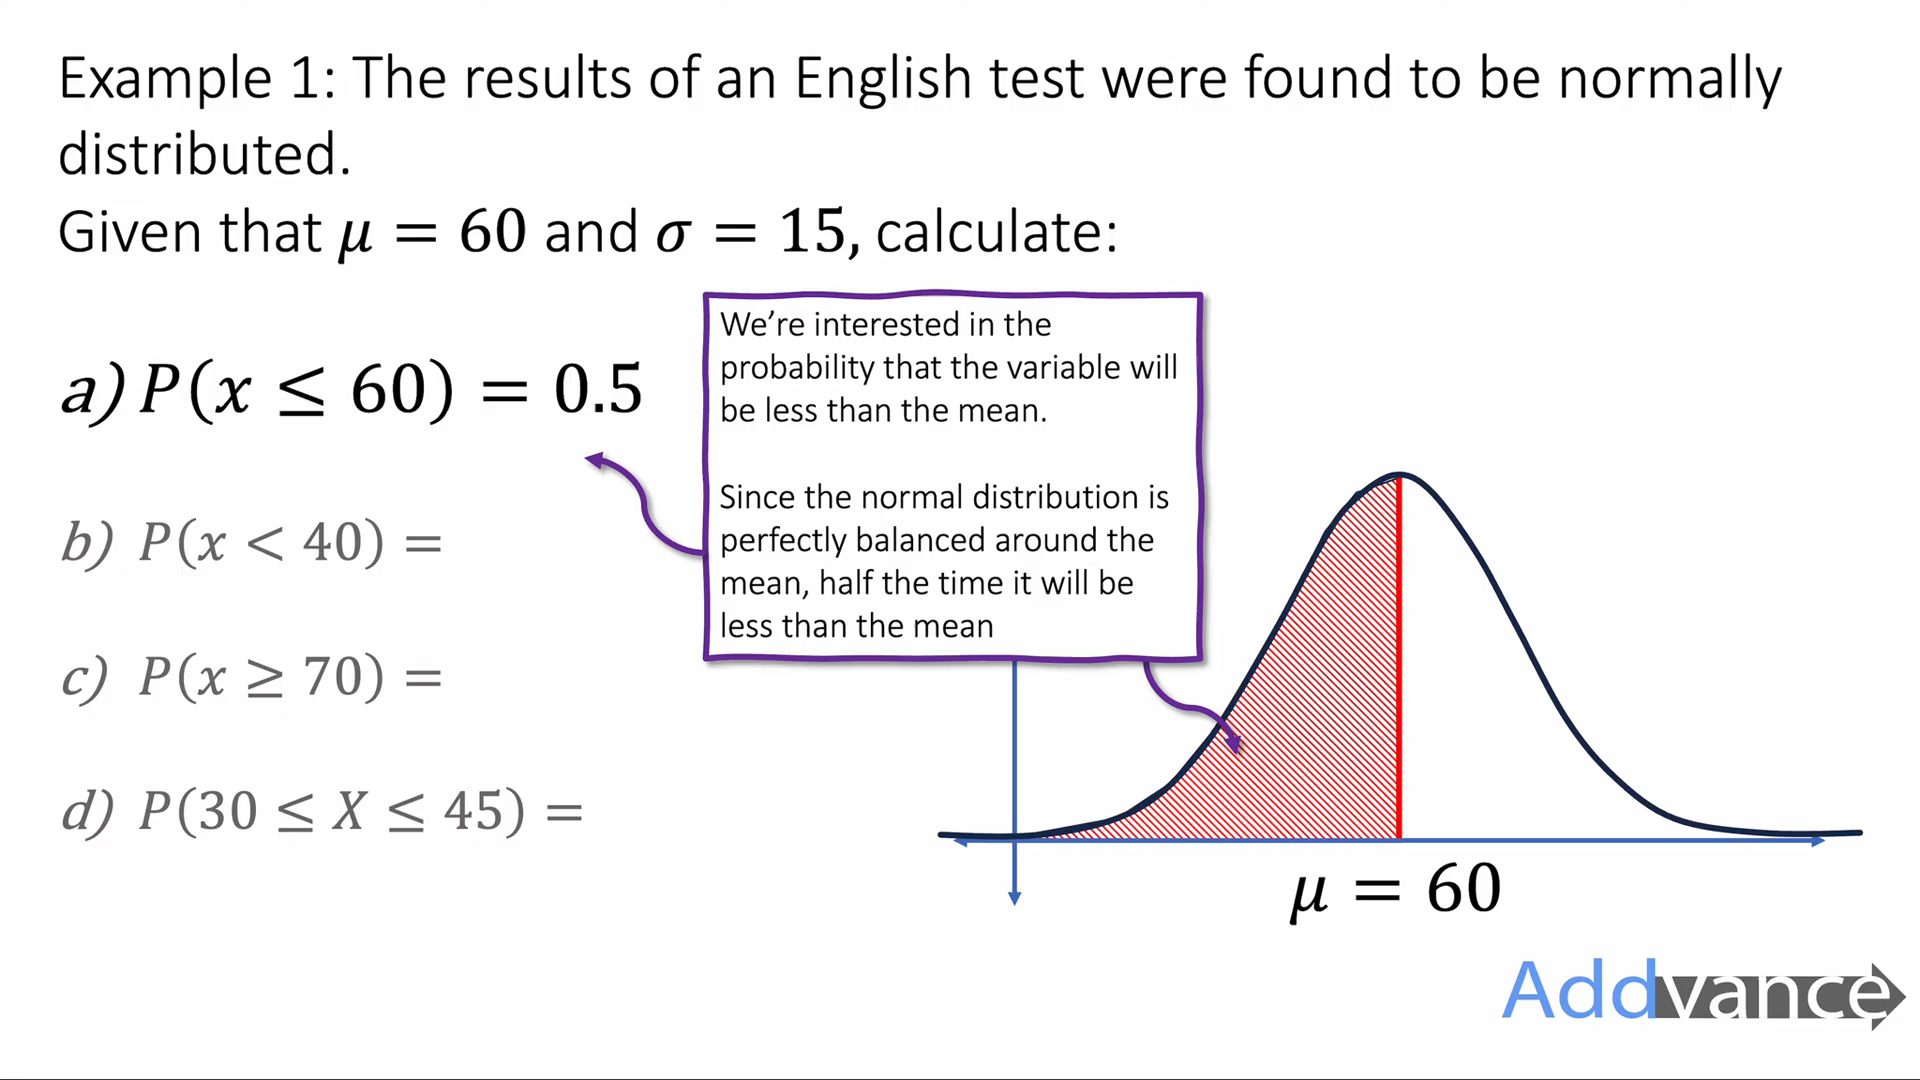 Example 1: The results of an English test were found to be normally
distributed.
Given that μ = 60 and σ = 15, calculate:
a) P(x ≤ 60) = 0.5
b) P(x < 40) =
c) P(x ≥ 70) =
d) P(30 ≤ X ≤ 45) =
We’re interested in the
probability that the variable will
be less than the mean.
Since the normal distribution is
perfectly balanced around the
mean, half the time it will be
less than the mean
μ = 60
Addvance